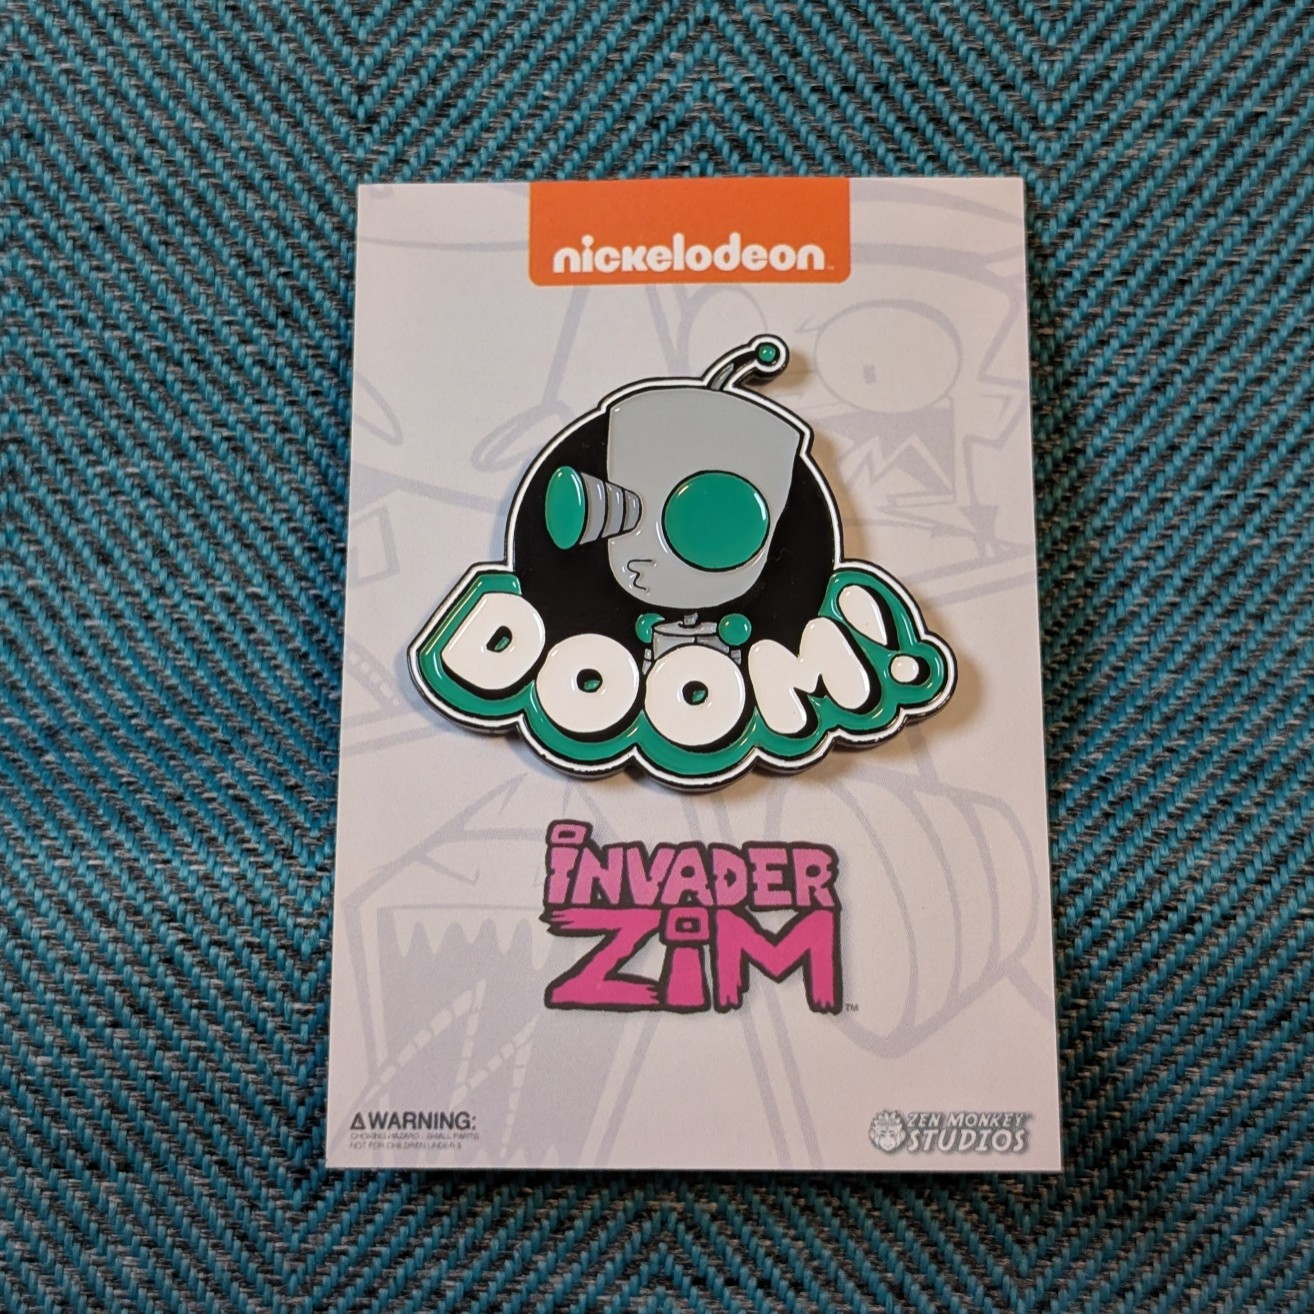 nickelodeon
DOOM!
INVADER
ZIM
TM
⚠WARNING:
CHOKING HAZARD - SMALL PARTS
NOT FOR CHILDREN UNDER 3
ZEN MONKEY
STUDIOS